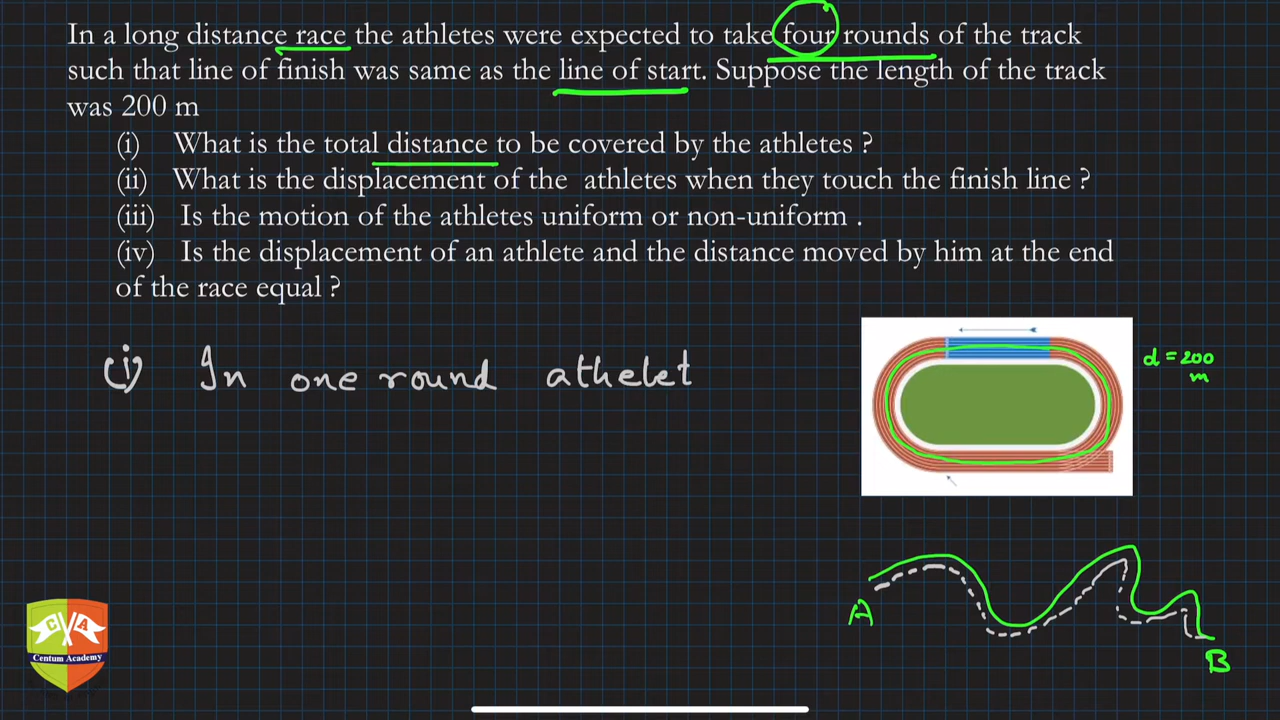 In a long distance race the athletes were expected to take four rounds of the track
such that line of finish was same as the line of start. Suppose the length of the track
was 200 m
(i) What is the total distance to be covered by the athletes ?
(ii) What is the displacement of the athletes when they touch the finish line ?
(iii) Is the motion of the athletes uniform or non-uniform .
(iv) Is the displacement of an athlete and the distance moved by him at the end
of the race equal ?
(i) In one round athelet
d = 200
m
A
B
C A
Centum Academy